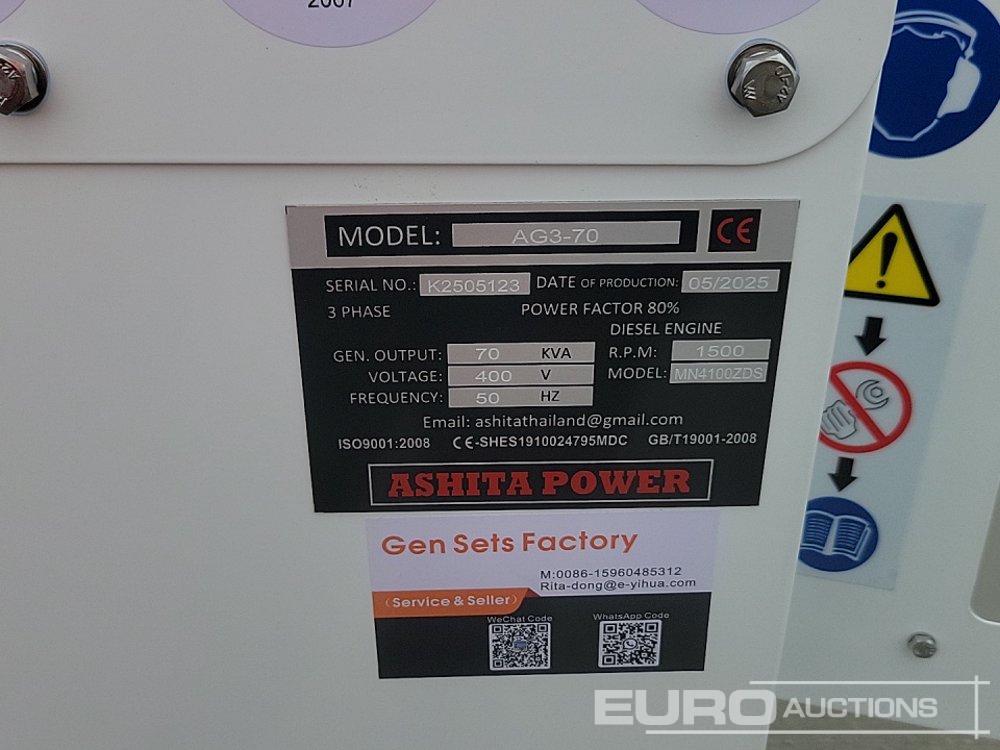 2007
MODEL: AG3-70 CE
SERIAL NO.: K2505123 DATE OF PRODUCTION: 05/2025
3 PHASE POWER FACTOR 80%
DIESEL ENGINE
GEN. OUTPUT: 70 KVA R.P.M: 1500
VOLTAGE: 400 V MODEL: MN4100ZDS
FREQUENCY: 50 HZ
Email: ashitathailand@gmail.com
ISO9001:2008 CE-SHES1910024795MDC GB/T19001-2008
ASHITA POWER
Gen Sets Factory
M:0086-15960485312
Rita-dong@e-yihua.com
(Service & Seller)
WeChat Code WhatsApp Code
EURO AUCTIONS